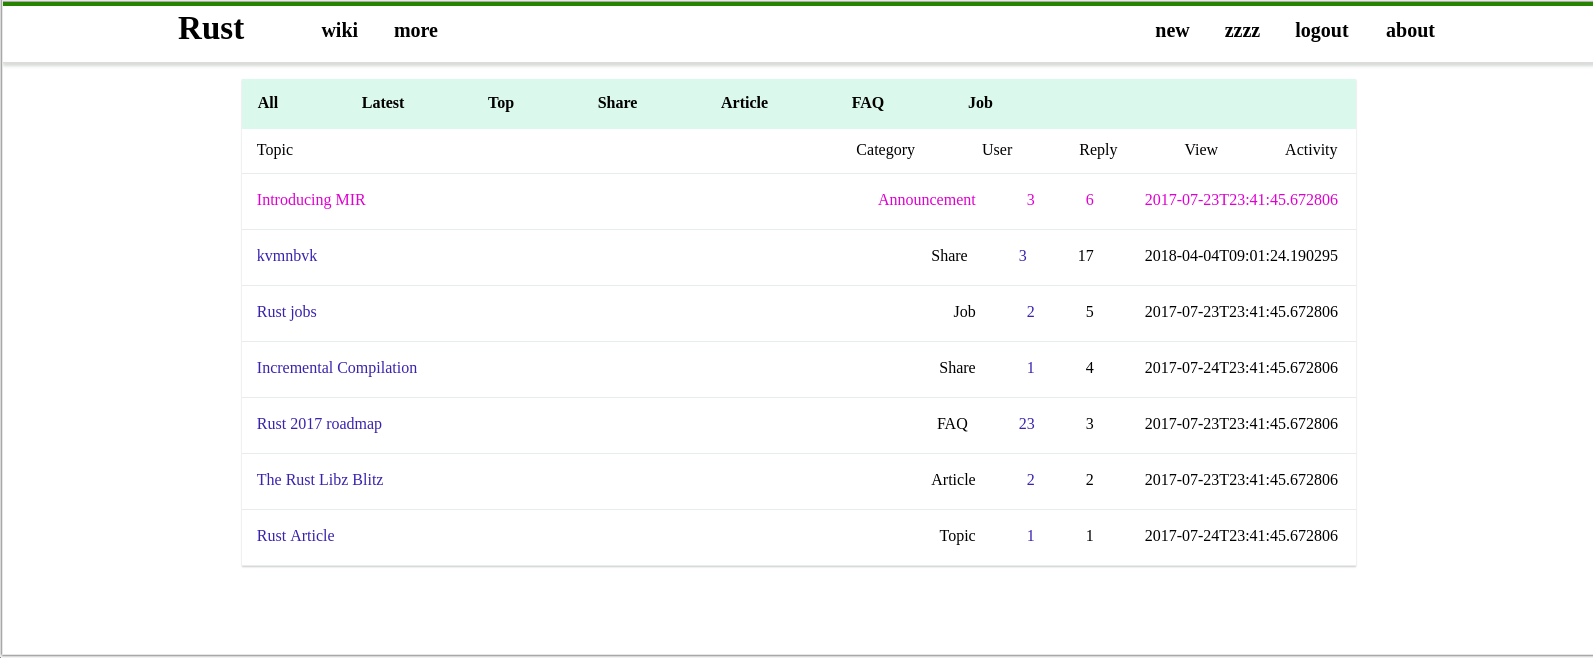 Rust wiki more new zzzz logout about
All Latest Top Share Article FAQ Job
Topic Category User Reply View Activity
Introducing MIR Announcement 3 6 2017-07-23T23:41:45.672806
kvmnbvk Share 3 17 2018-04-04T09:01:24.190295
Rust jobs Job 2 5 2017-07-23T23:41:45.672806
Incremental Compilation Share 1 4 2017-07-24T23:41:45.672806
Rust 2017 roadmap FAQ 23 3 2017-07-23T23:41:45.672806
The Rust Libz Blitz Article 2 2 2017-07-23T23:41:45.672806
Rust Article Topic 1 1 2017-07-24T23:41:45.672806